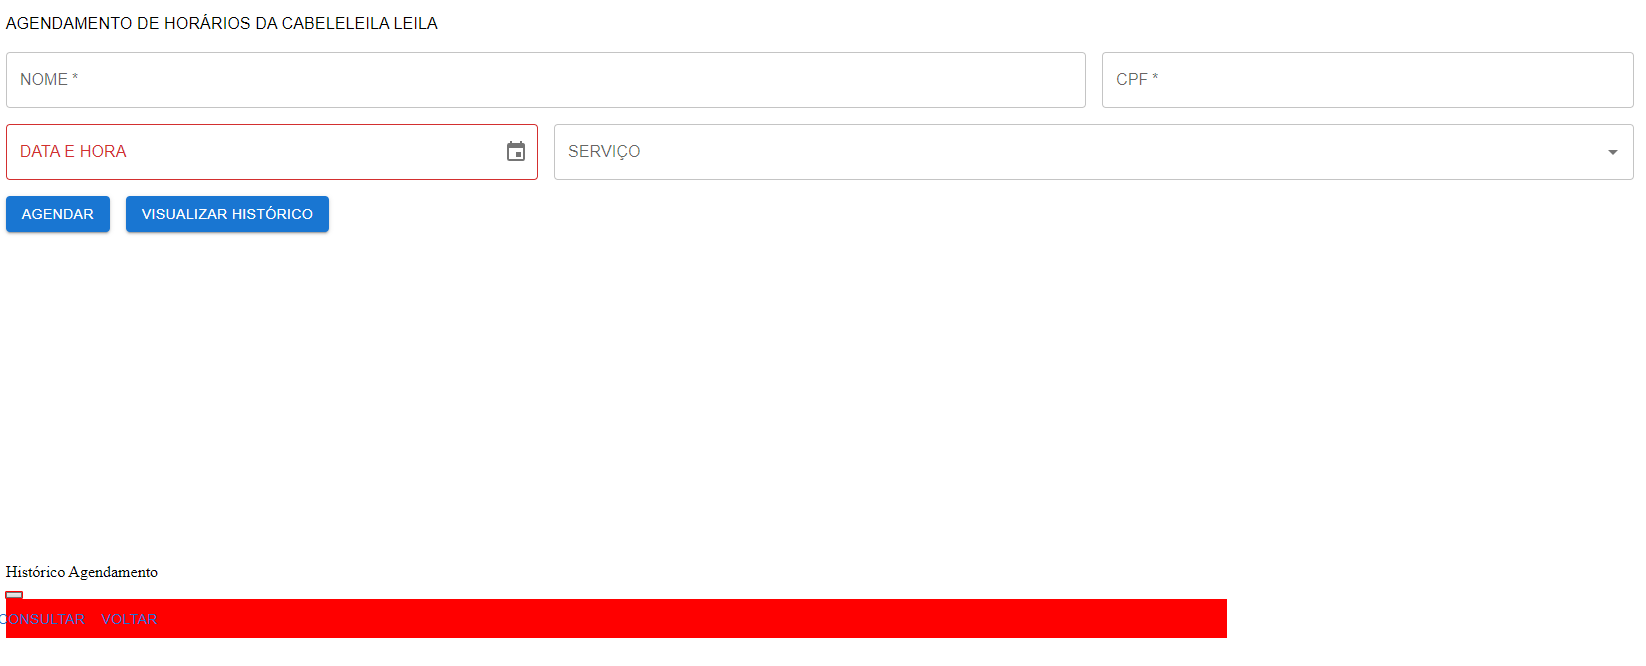 AGENDAMENTO DE HORÁRIOS DA CABELELEILA LEILA
NOME *
CPF *
DATA E HORA
SERVIÇO
AGENDAR
VISUALIZAR HISTÓRICO
Histórico Agendamento
CONSULTAR
VOLTAR